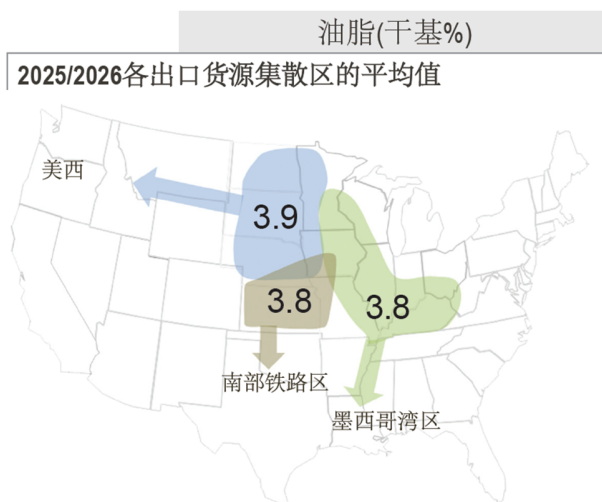 油脂(干基%)
2025/2026各出口货源集散区的平均值
美西
3.9
3.8
3.8
南部铁路区
墨西哥湾区